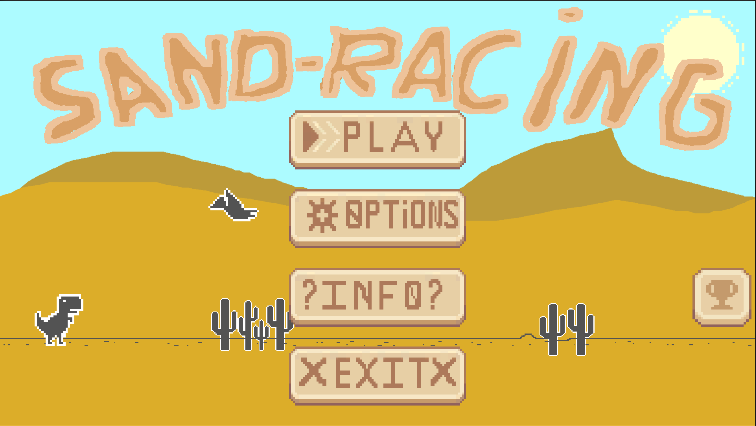 SAND-RACiNG
PLAY
OPTiONS
?INFO?
XEXITX